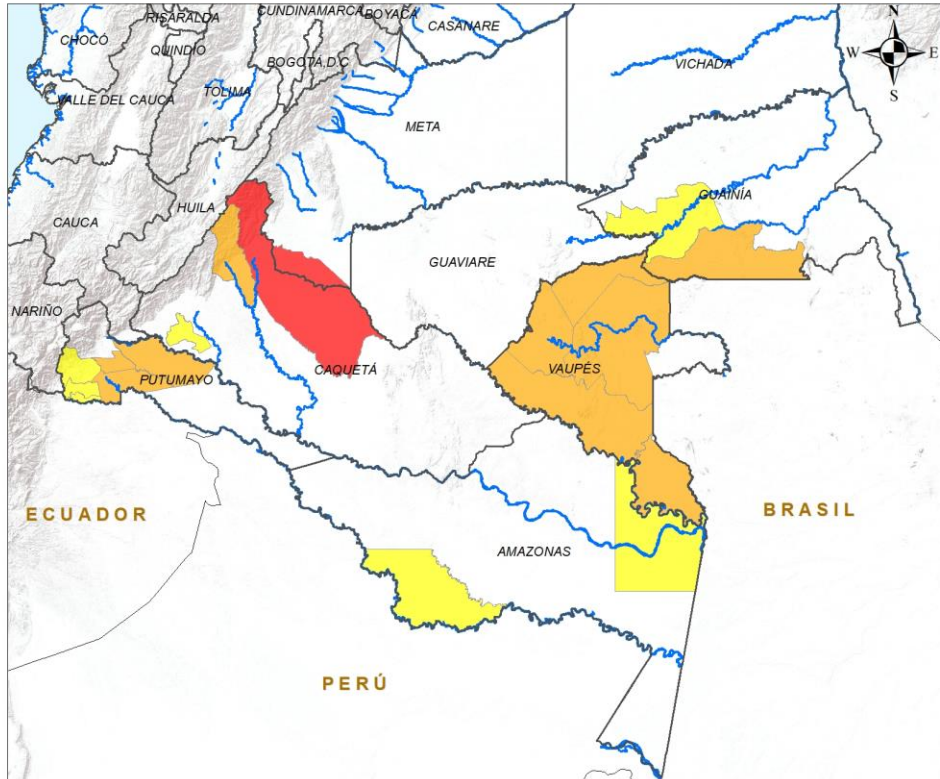 CUNDINAMARCA
BOYACÁ
RISARALDA
CASANARE
N
CHOCÓ
QUINDÍO
BOGOTÁ,D.C
W
E
VICHADA
S
VALLE DEL CAUCA
TOLIMA
META
GUAINÍA
HUILA
CAUCA
GUAVIARE
NARIÑO
CAQUETÁ
VAUPÉS
PUTUMAYO
ECUADOR
BRASIL
AMAZONAS
PERÚ